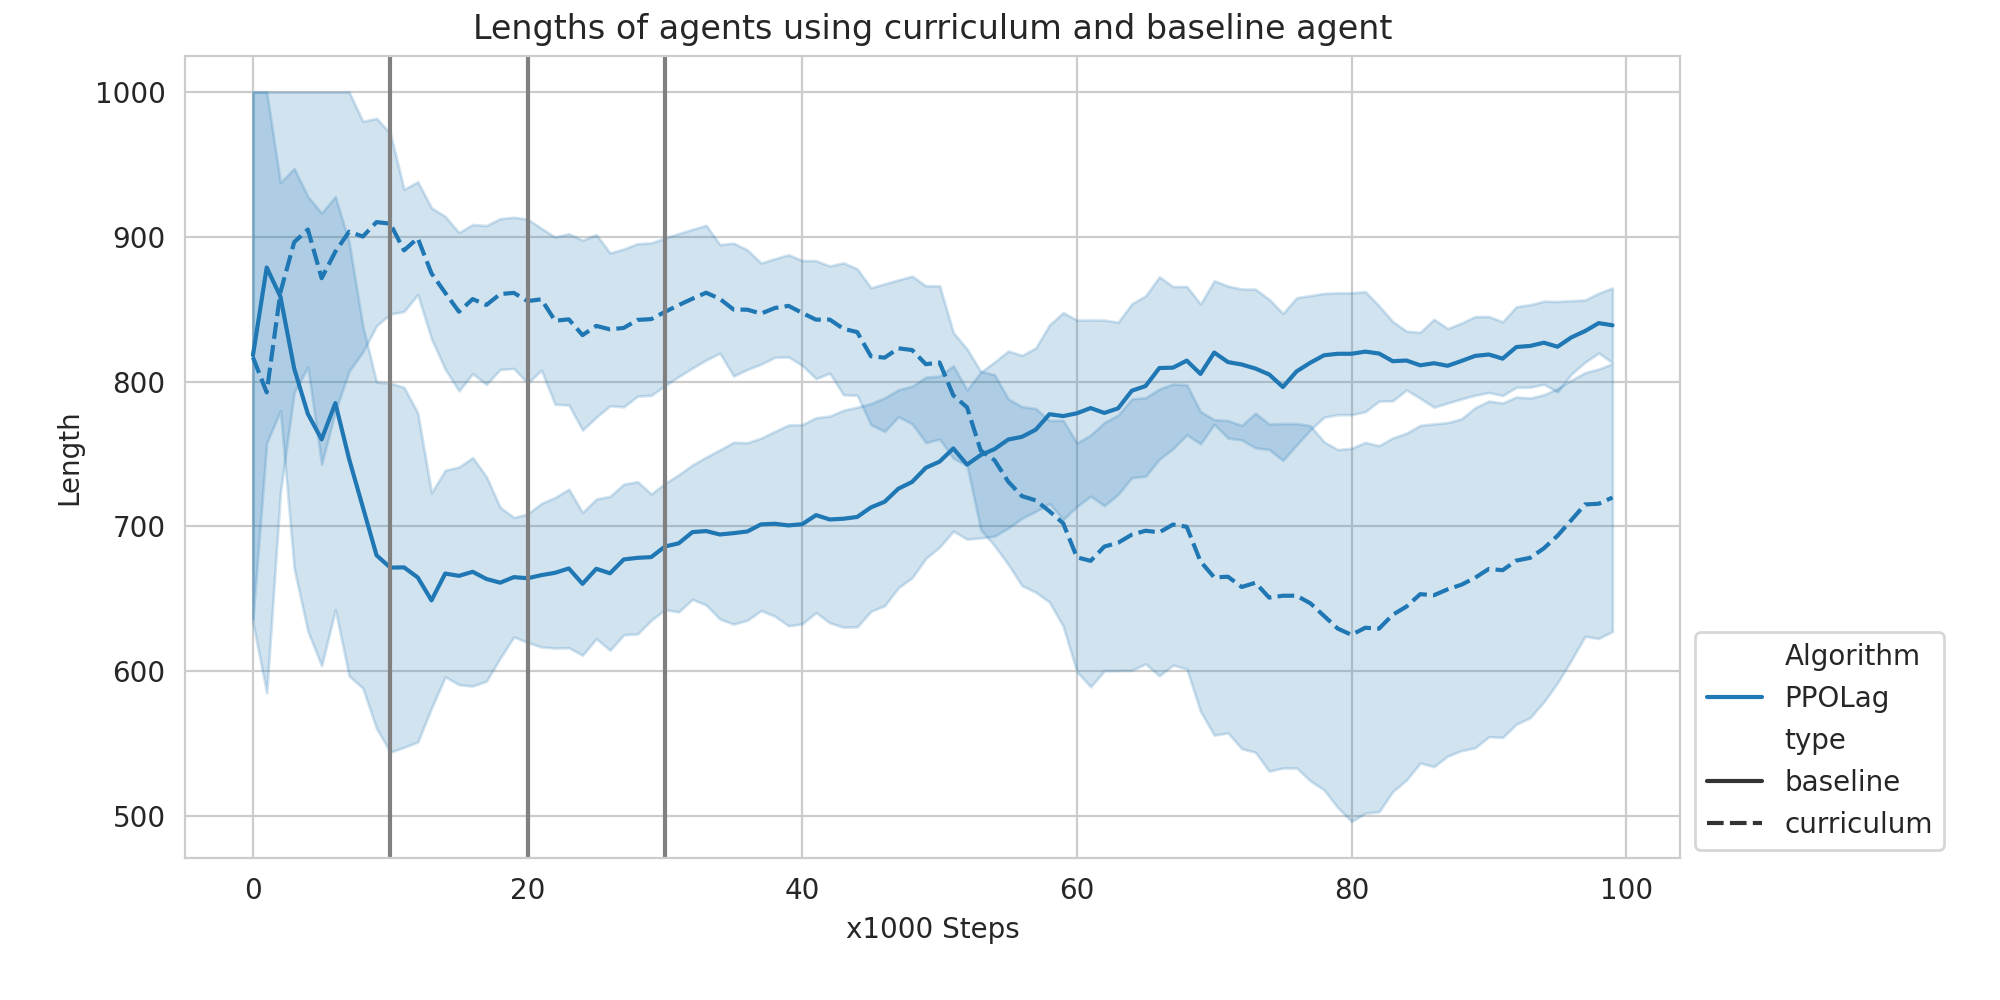 Lengths of agents using curriculum and baseline agent
1000
900
800
700
600
500
Length
0 20 40 60 80 100
x1000 Steps
Algorithm
PPOLag
type
baseline
curriculum